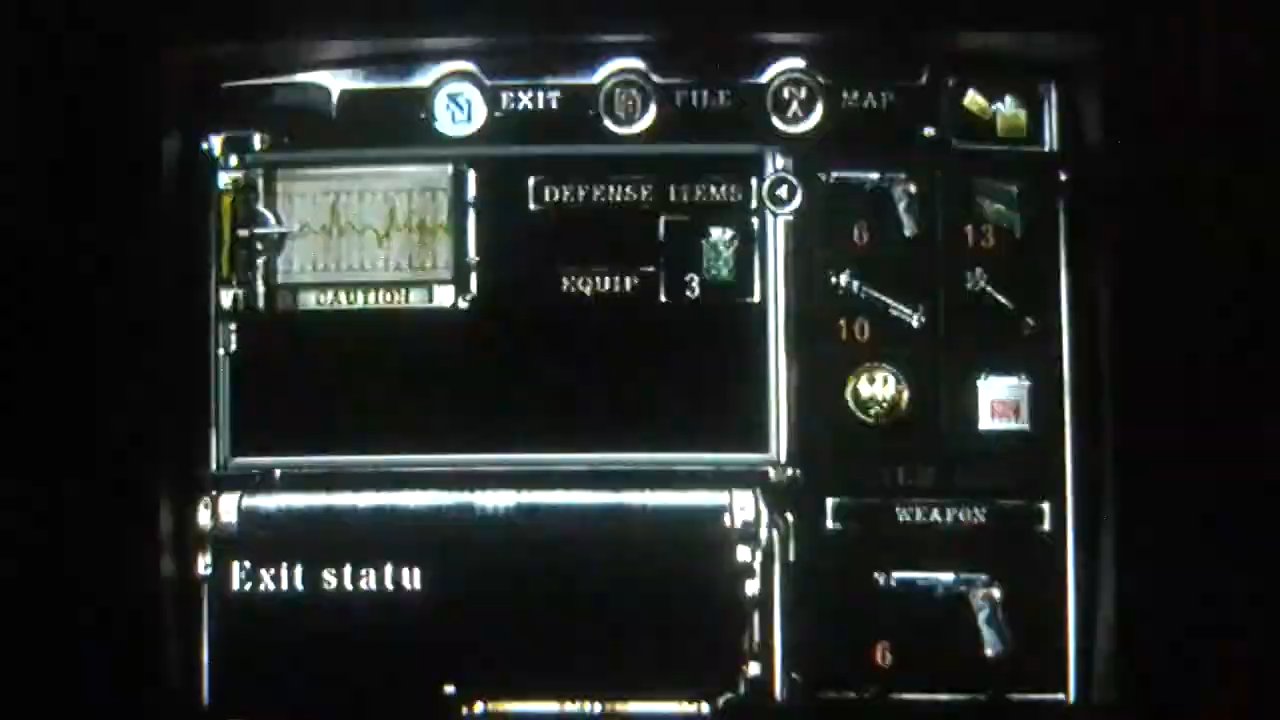 EXIT FILE MAP
[DEFENSE ITEMS]
6 13
EQUIP 3
CAUTION
10
WEAPON
Exit statu
6